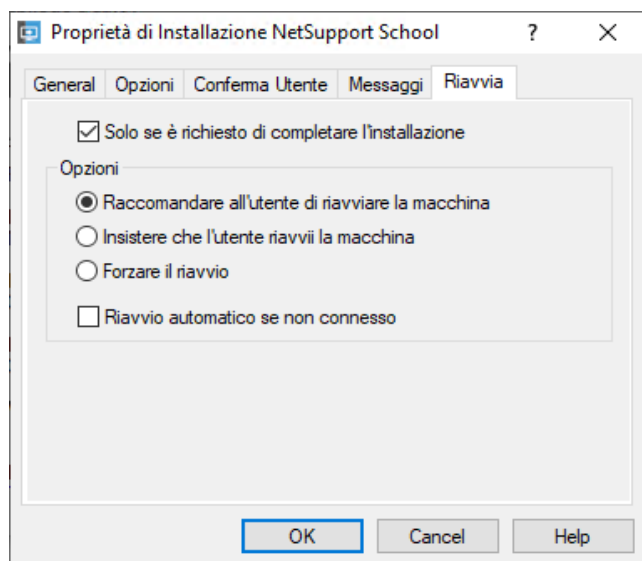 Proprietà di Installazione NetSupport School
General Opzioni Conferma Utente Messaggi Riavvia
Solo se è richiesto di completare l'installazione
Opzioni
Raccomandare all'utente di riavviare la macchina
Insistere che l'utente riavvii la macchina
Forzare il riavvio
Riavvio automatico se non connesso
OK Cancel Help